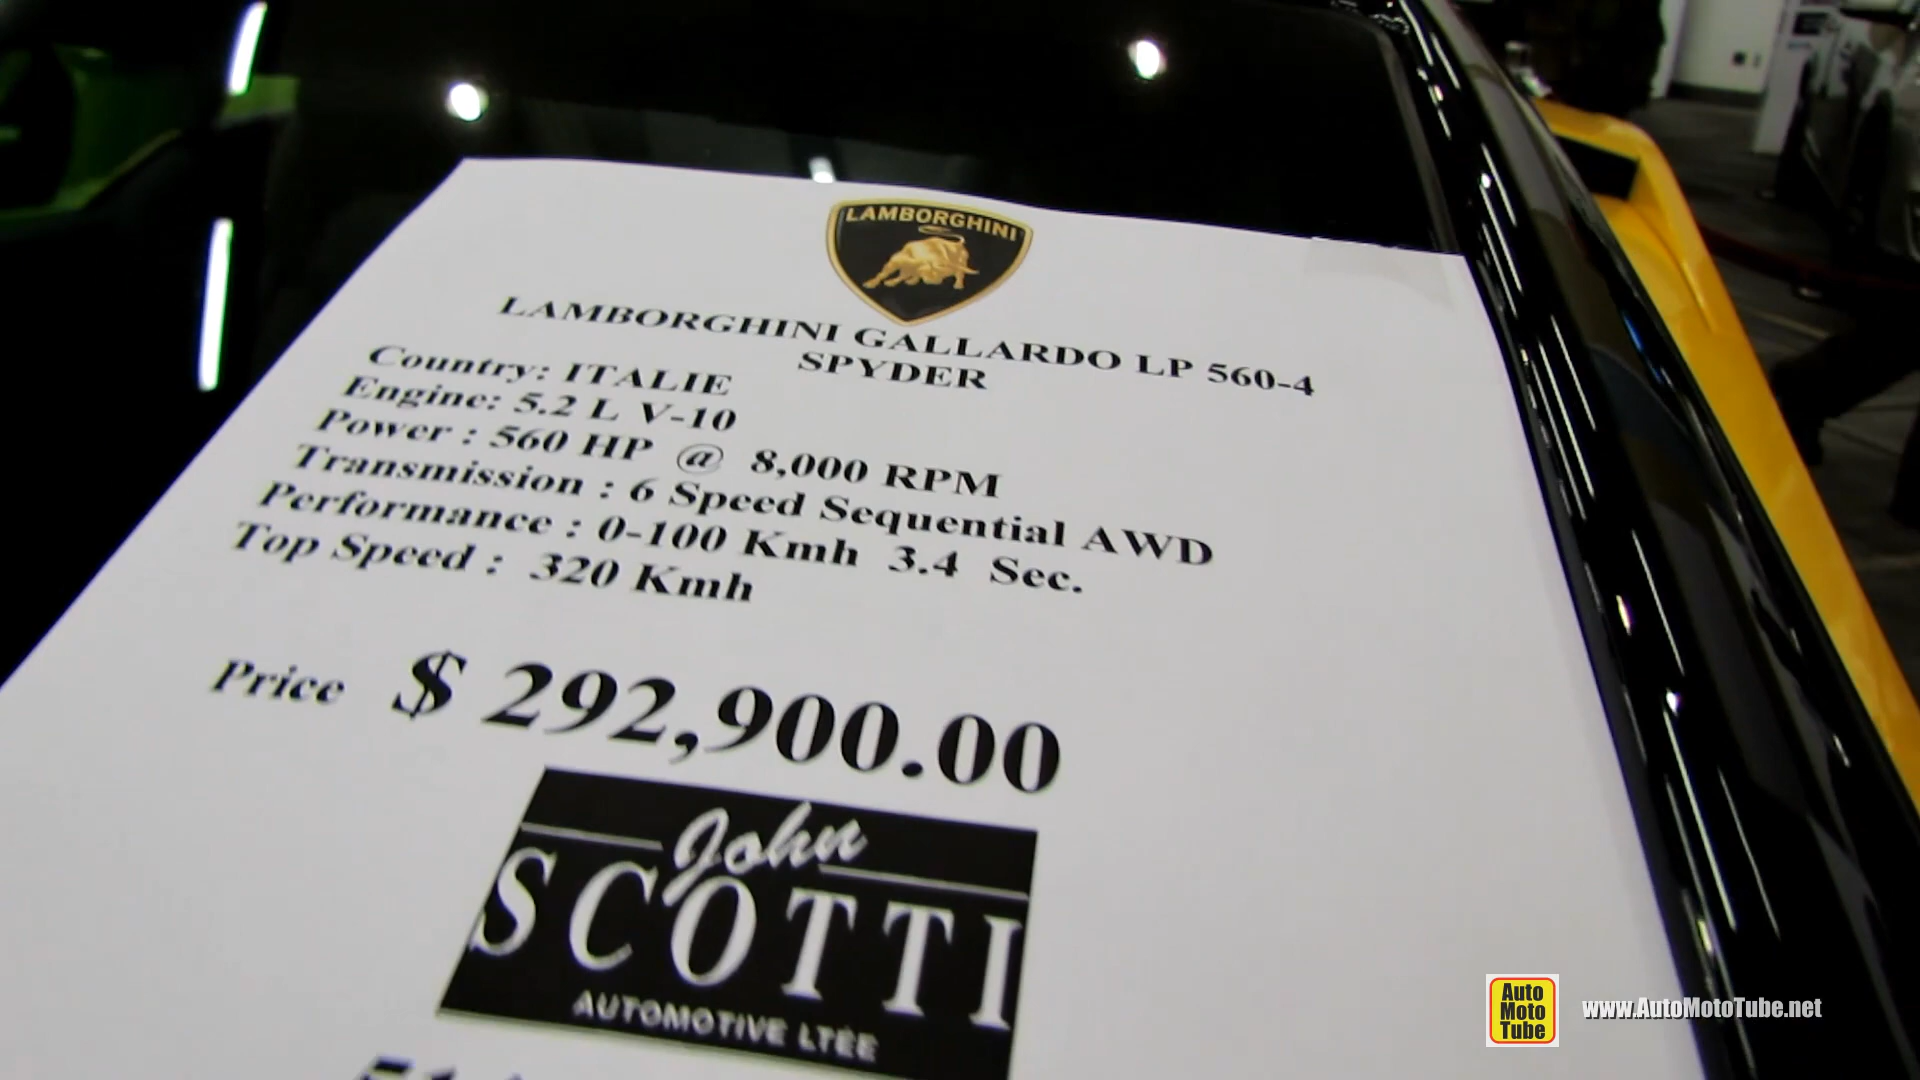 LAMBORGHINI
LAMBORGHINI GALLARDO LP 560-4
SPYDER
Country: ITALIE
Engine: 5.2 L V-10
Power : 560 HP @ 8,000 RPM
Transmission : 6 Speed Sequential AWD
Performance : 0-100 Kmh 3.4 Sec.
Top Speed : 320 Kmh
Price $ 292,900.00
John
SCOTTI
AUTOMOTIVE LTÉE
Auto
Moto
Tube
www.AutoMotoTube.net